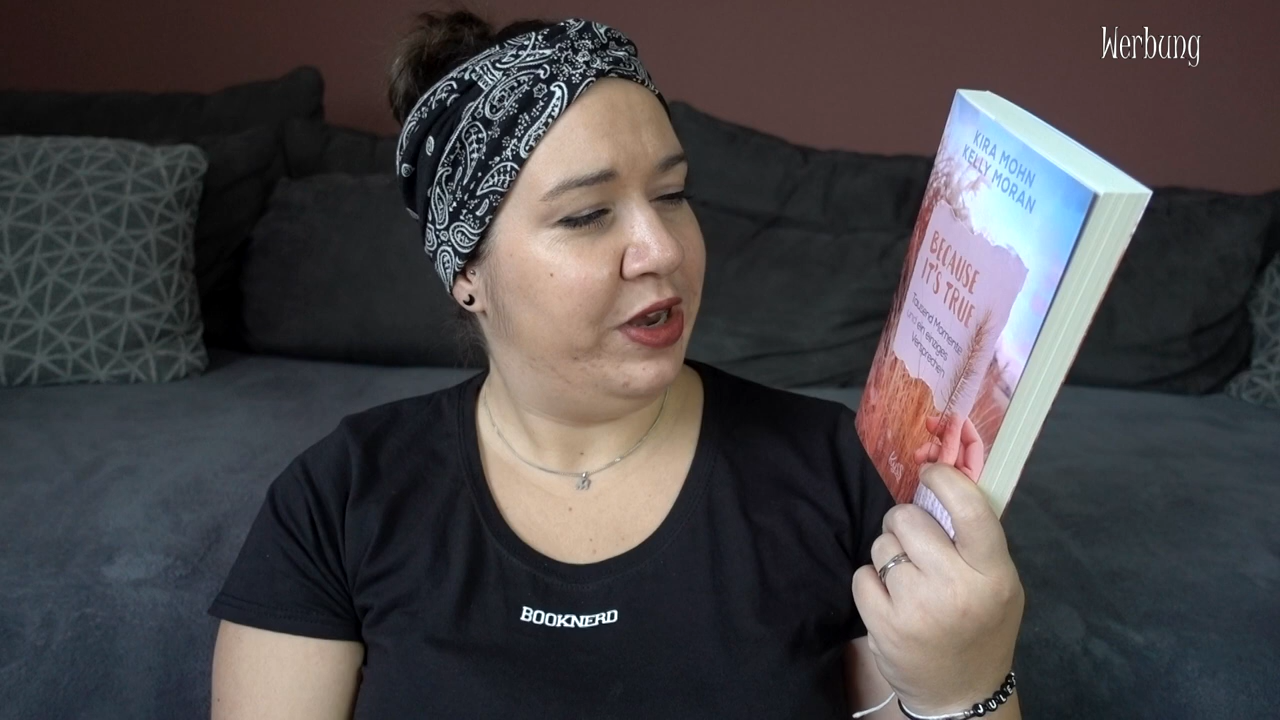 Werbung
KIRA MOHN
KELLY MORAN
BECAUSE
IT'S TRUE
Tausend Momente
und ein einziges
Versprechen
BOOKNERD